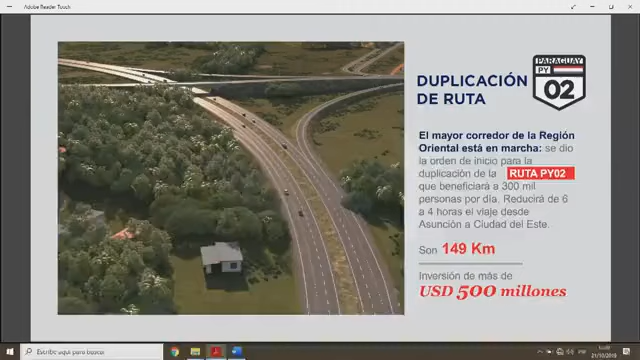 Adobe Reader Touch
DUPLICACIÓN
DE RUTA
PARAGUAY
PY
02
El mayor corredor de la Región
Oriental está en marcha: se dio
la orden de inicio para la
duplicación de la RUTA PY02
que beneficiará a 300 mil
personas por día. Reducirá de 6
a 4 horas el viaje desde
Asunción a Ciudad del Este.
Son 149 Km
Inversión de más de
USD 500 millones
Escribe aquí para buscar
ESP
21/10/2019